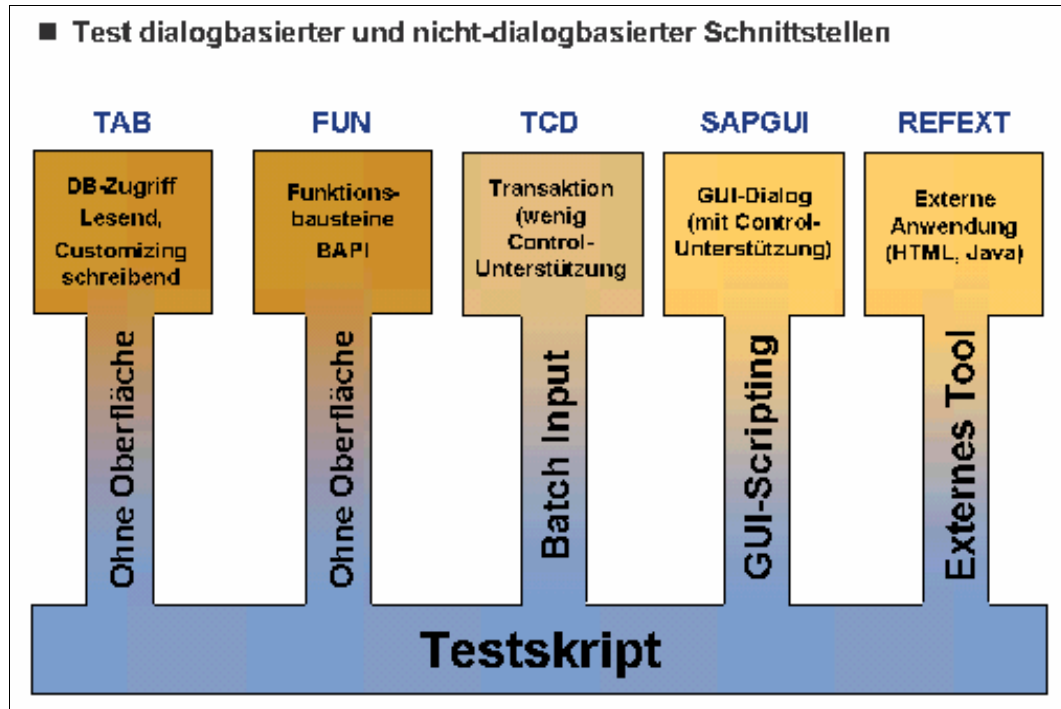 ■ Test dialogbasierter und nicht-dialogbasierter Schnittstellen
TAB
FUN
TCD
SAPGUI
REFEXT
DB-Zugriff
Lesend,
Customizing
schreibend
Funktions-
bausteine
BAPI
Transaktion
(wenig
Control-
Unterstützung
GUI-Dialog
(mit Control-
Unterstützung)
Externe
Anwendung
(HTML, Java)
Ohne Oberfläche
Ohne Oberfläche
Batch Input
GUI-Scripting
Externes Tool
Testskript